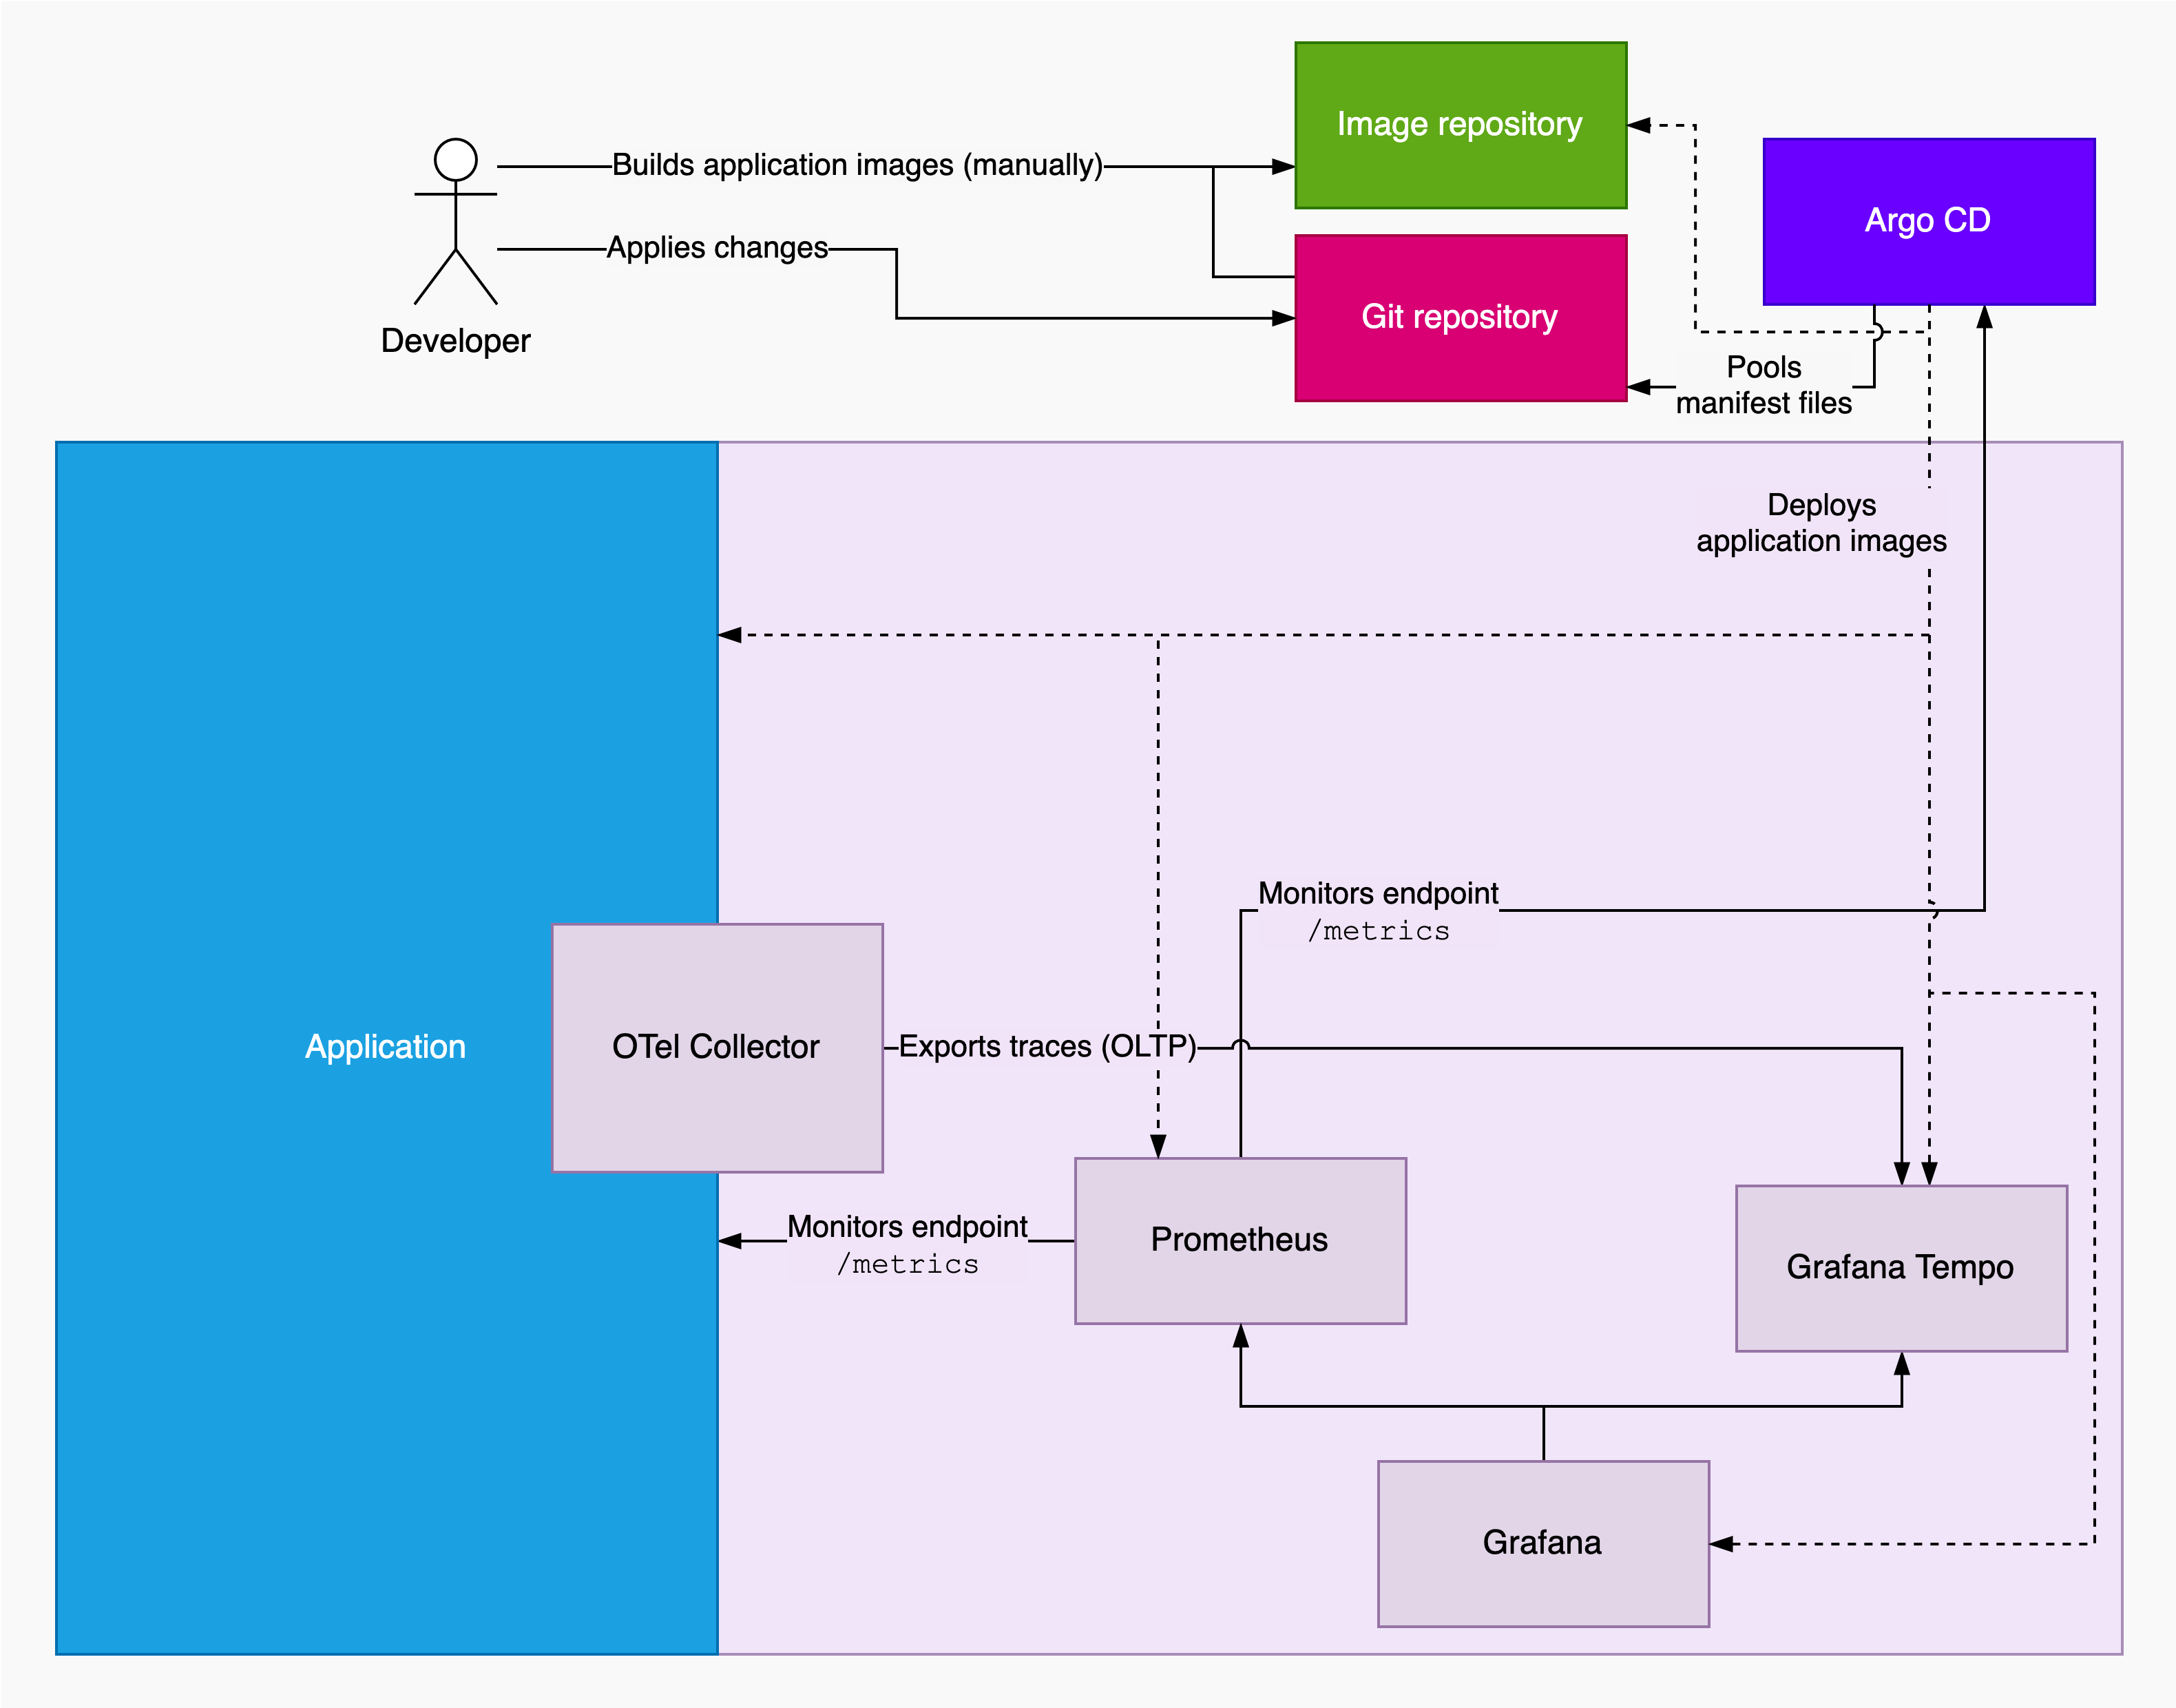 Image repository
Builds application images (manually)
Argo CD
Applies changes
Git repository
Developer
Pools
manifest files
Deploys
application images
Monitors endpoint
/metrics
Application
OTel Collector
Exports traces (OLTP)
Monitors endpoint
/metrics
Prometheus
Grafana Tempo
Grafana